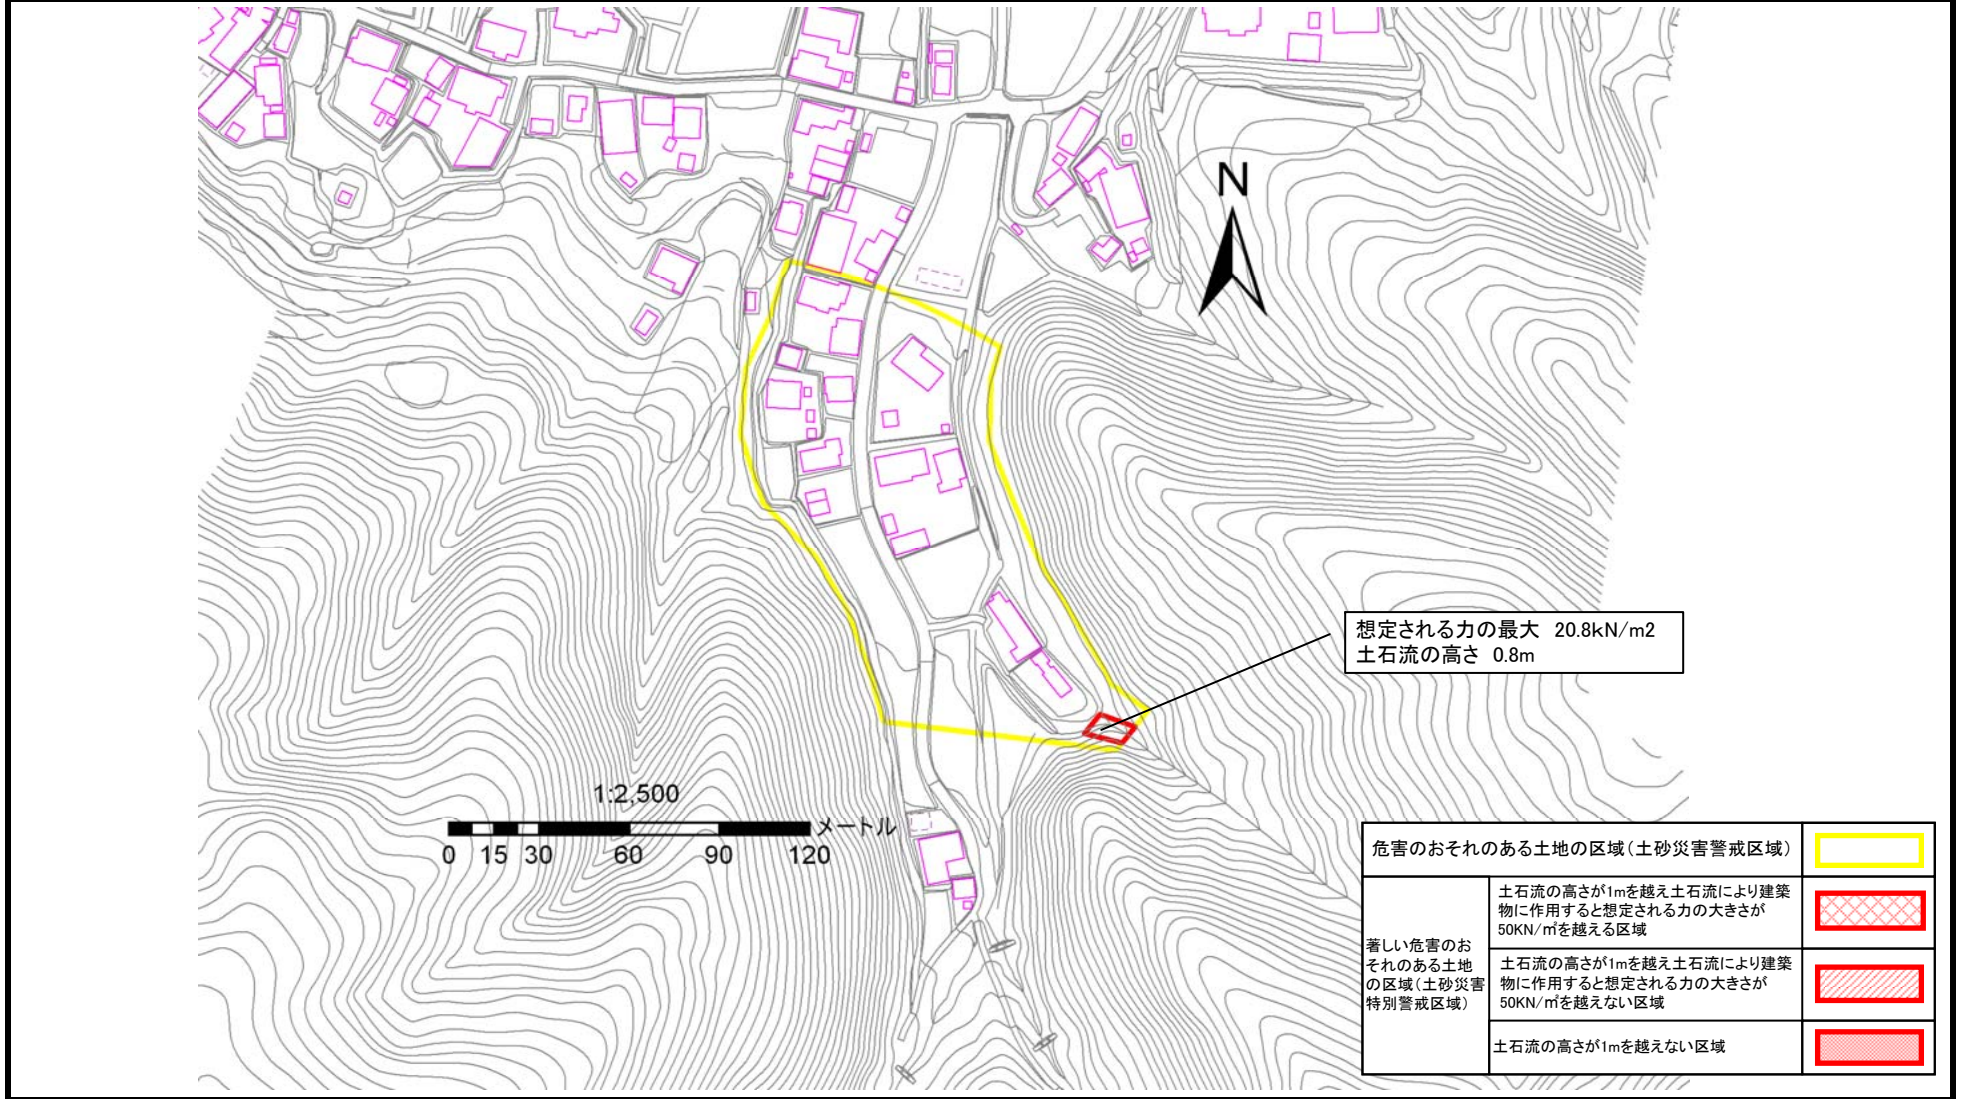 N
想定される力の最大 20.8kN/m2
土石流の高さ 0.8m
1:2,500
メートル
0 15 30 60 90 120
危害のおそれのある土地の区域(土砂災害警戒区域)
著しい危害のお
それのある土地
の区域(土砂災害
特別警戒区域)
土石流の高さが1mを越え土石流により建築
物に作用すると想定される力の大きさが
50KN/㎡を越える区域
土石流の高さが1mを越え土石流により建築
物に作用すると想定される力の大きさが
50KN/㎡を越えない区域
土石流の高さが1mを越えない区域